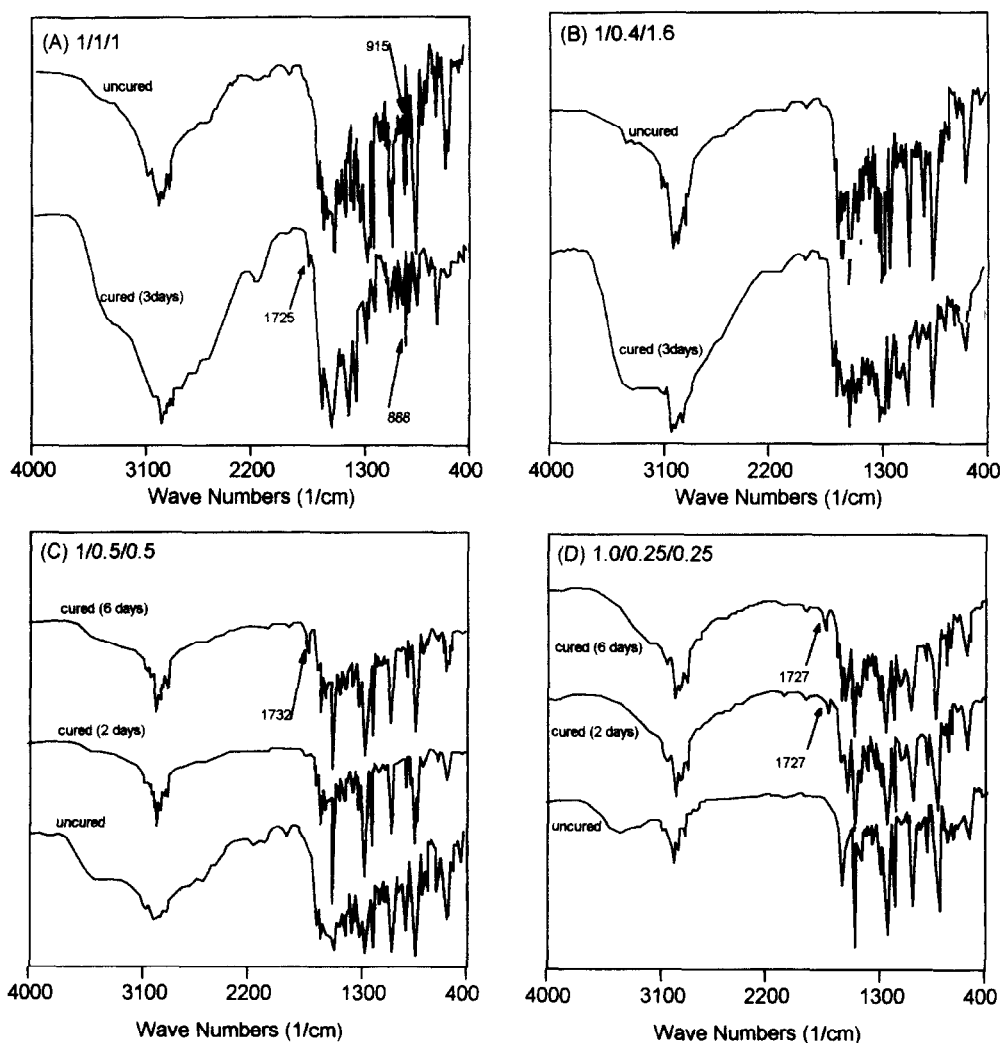 (A) 1/1/1
915
uncured
cured (3days)
1725
888
4000 3100 2200 1300 400
Wave Numbers (1/cm)
(B) 1/0.4/1.6
uncured
cured (3days)
4000 3100 2200 1300 400
Wave Numbers (1/cm)
(C) 1/0.5/0.5
cured (6 days)
1732
cured (2 days)
uncured
4000 3100 2200 1300 400
Wave Numbers (1/cm)
(D) 1.0/0.25/0.25
cured (6 days)
1727
cured (2 days)
1727
uncured
4000 3100 2200 1300 400
Wave Numbers (1/cm)